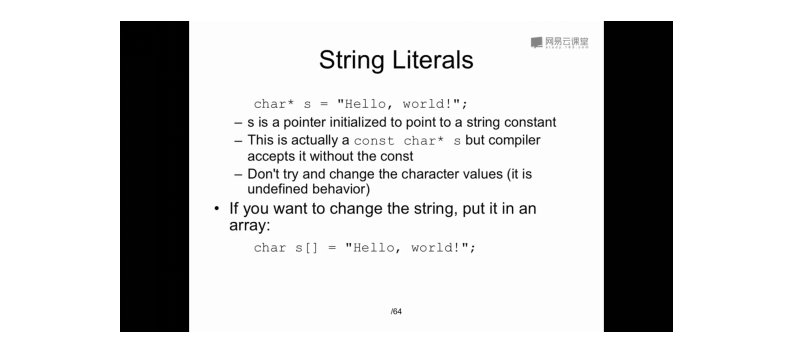 网易云课堂
String Literals
char* s = "Hello, world!";
– s is a pointer initialized to point to a string constant
– This is actually a const char* s but compiler
accepts it without the const
– Don't try and change the character values (it is
undefined behavior)
• If you want to change the string, put it in an
array:
char s[] = "Hello, world!";
/64